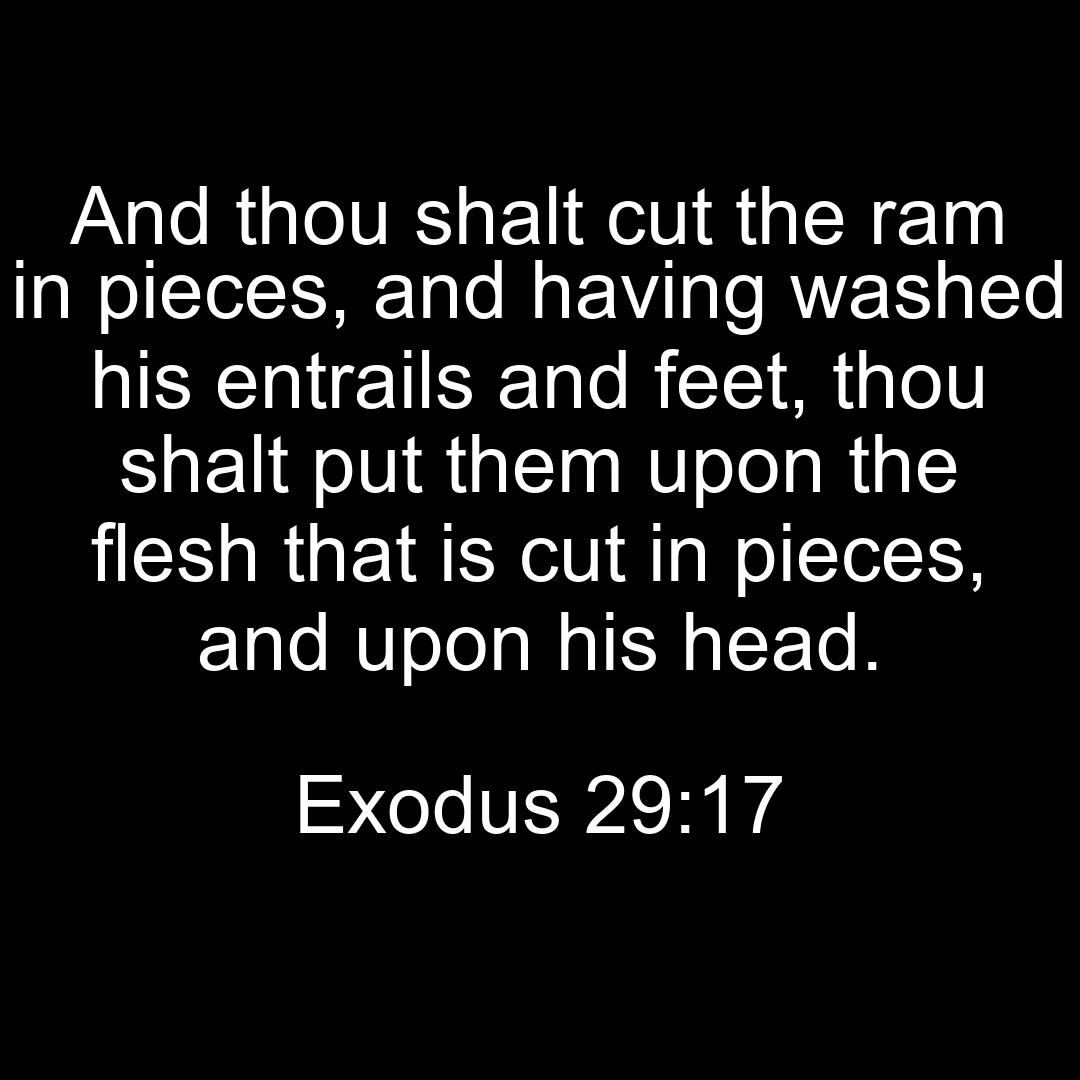 And thou shalt cut the ram
in pieces, and having washed
his entrails and feet, thou
shalt put them upon the
flesh that is cut in pieces,
and upon his head.
Exodus 29:17